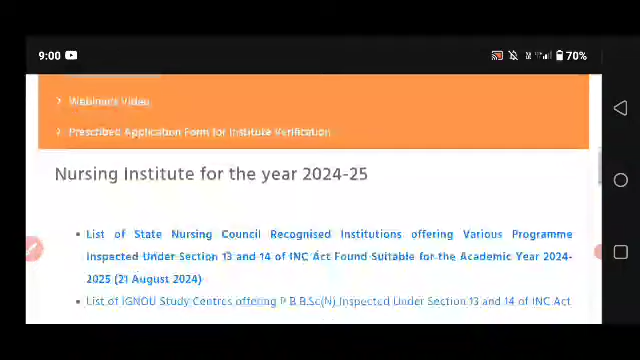 9:00
70%
Webinars Video
Prescribed Application Form for Institute Verification
Nursing Institute for the year 2024-25
List of State Nursing Council Recognised Institutions offering Various Programme
Inspected Under Section 13 and 14 of INC Act Found Suitable for the Academic Year 2024-
2025 (21 August 2024)
List of IGNOU Study Centres offering P B B.Sc(N) Inspected Under Section 13 and 14 of INC Act